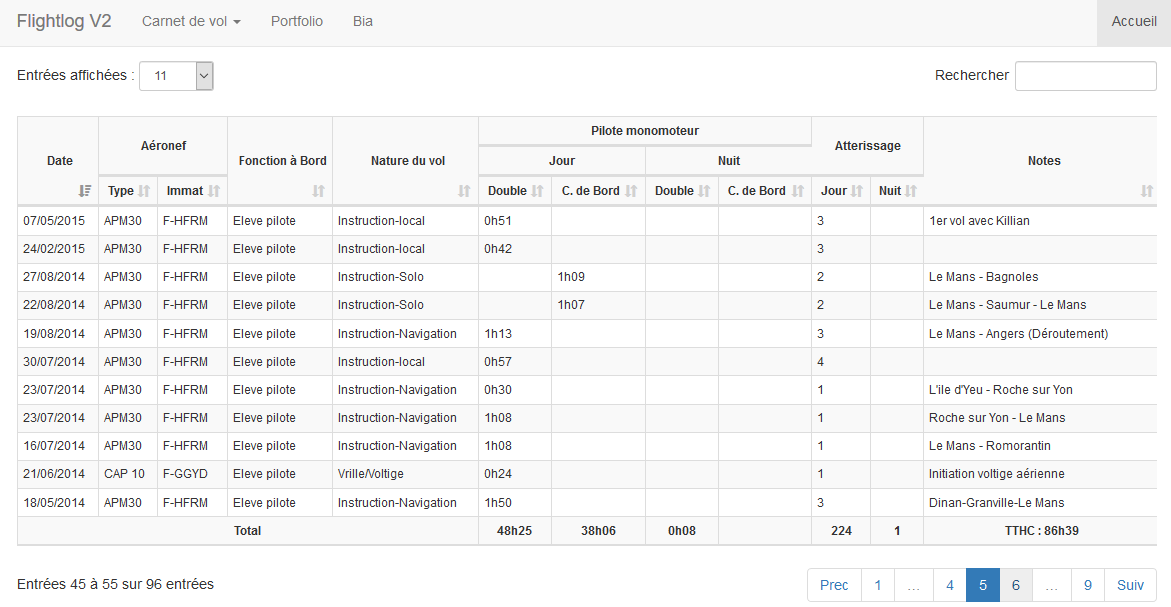 Flightlog V2 Carnet de vol Portfolio Bia Accueil
Entrées affichées : 11 Rechercher
Date Aéronef Fonction à Bord Nature du vol Pilote monomoteur Atterissage Notes
Jour Nuit
Type Immat Double C. de Bord Double C. de Bord Jour Nuit
07/05/2015 APM30 F-HFRM Eleve pilote Instruction-local 0h51 3 1er vol avec Killian
24/02/2015 APM30 F-HFRM Eleve pilote Instruction-local 0h42 3
27/08/2014 APM30 F-HFRM Eleve pilote Instruction-Solo 1h09 2 Le Mans - Bagnoles
22/08/2014 APM30 F-HFRM Eleve pilote Instruction-Solo 1h07 2 Le Mans - Saumur - Le Mans
19/08/2014 APM30 F-HFRM Eleve pilote Instruction-Navigation 1h13 3 Le Mans - Angers (Déroutement)
30/07/2014 APM30 F-HFRM Eleve pilote Instruction-local 0h57 4
23/07/2014 APM30 F-HFRM Eleve pilote Instruction-Navigation 0h30 1 L'ile d'Yeu - Roche sur Yon
23/07/2014 APM30 F-HFRM Eleve pilote Instruction-Navigation 1h08 1 Roche sur Yon - Le Mans
16/07/2014 APM30 F-HFRM Eleve pilote Instruction-Navigation 1h08 1 Le Mans - Romorantin
21/06/2014 CAP 10 F-GGYD Eleve pilote Vrille/Voltige 0h24 1 Initiation voltige aérienne
18/05/2014 APM30 F-HFRM Eleve pilote Instruction-Navigation 1h50 3 Dinan-Granville-Le Mans
Total 48h25 38h06 0h08 224 1 TTHC : 86h39
Entrées 45 à 55 sur 96 entrées Prec 1 ... 4 5 6 ... 9 Suiv